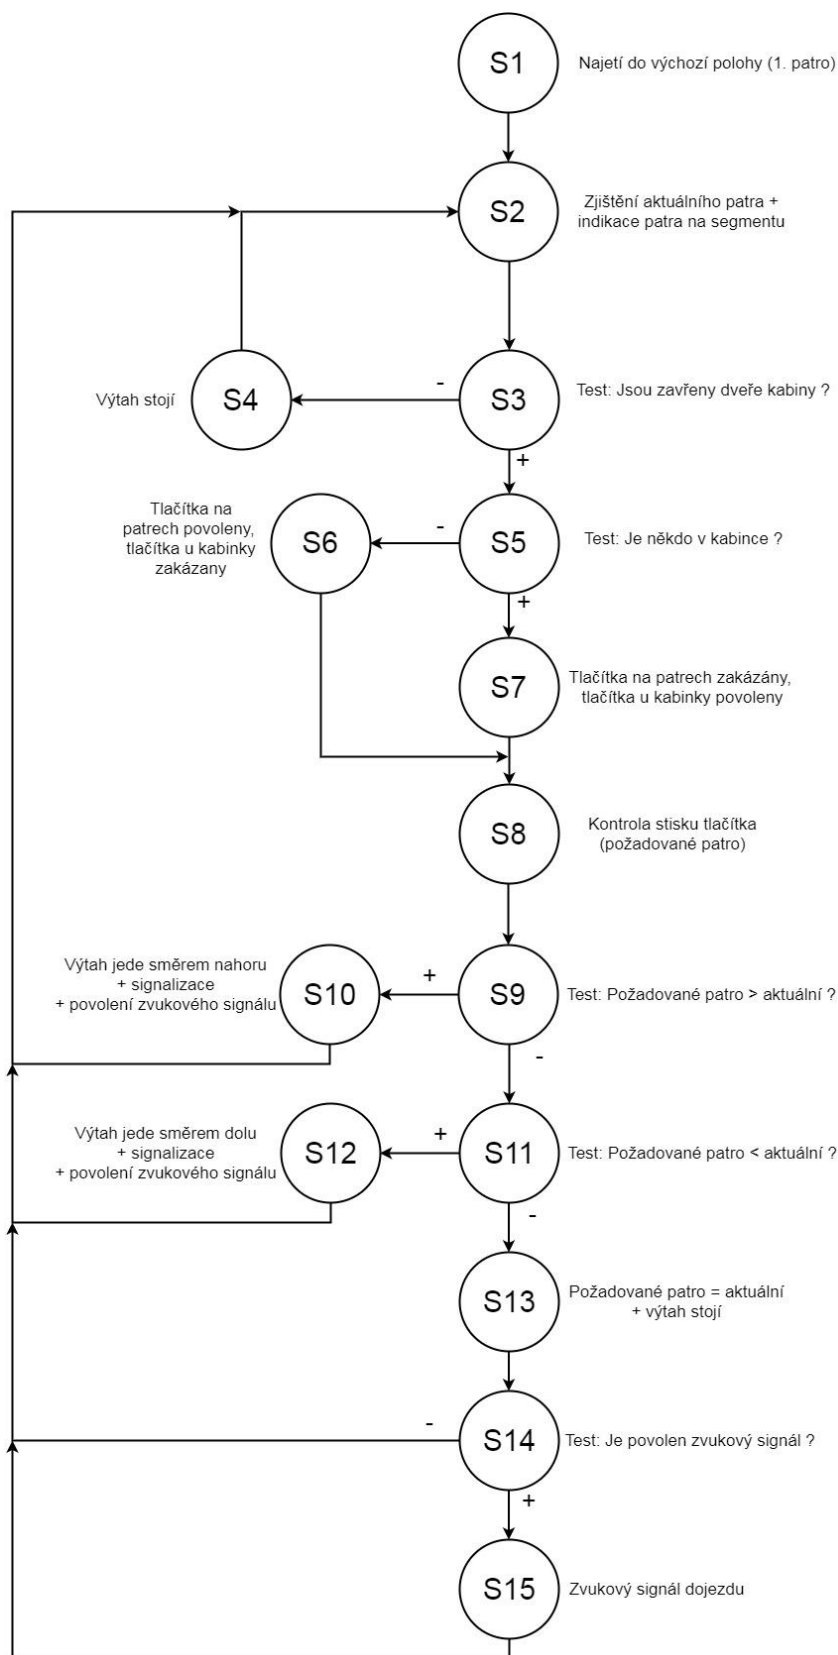 S1
Najetí do výchozí polohy (1. patro)
S2
Zjištění aktuálního patra +
indikace patra na segmentu
Výtah stojí
S4
-
S3
Test: Jsou zavřeny dveře kabiny ?
+
Tlačítka na
patrech povoleny,
tlačítka u kabinky
zakázany
S6
-
S5
Test: Je někdo v kabince ?
+
S7
Tlačítka na patrech zakázány,
tlačítka u kabinky povoleny
S8
Kontrola stisku tlačítka
(požadované patro)
Výtah jede směrem nahoru
+ signalizace
+ povolení zvukového signálu
S10
+
S9
Test: Požadované patro > aktuální ?
-
Výtah jede směrem dolu
+ signalizace
+ povolení zvukového signálu
S12
+
S11
Test: Požadované patro < aktuální ?
-
S13
Požadované patro = aktuální
+ výtah stojí
-
S14
Test: Je povolen zvukový signál ?
+
S15
Zvukový signál dojezdu